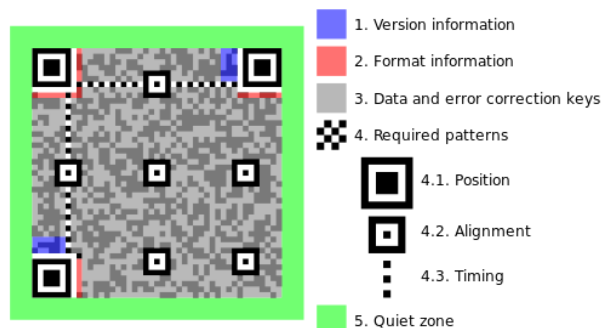 1. Version information
2. Format information
3. Data and error correction keys
4. Required patterns
4.1. Position
4.2. Alignment
4.3. Timing
5. Quiet zone